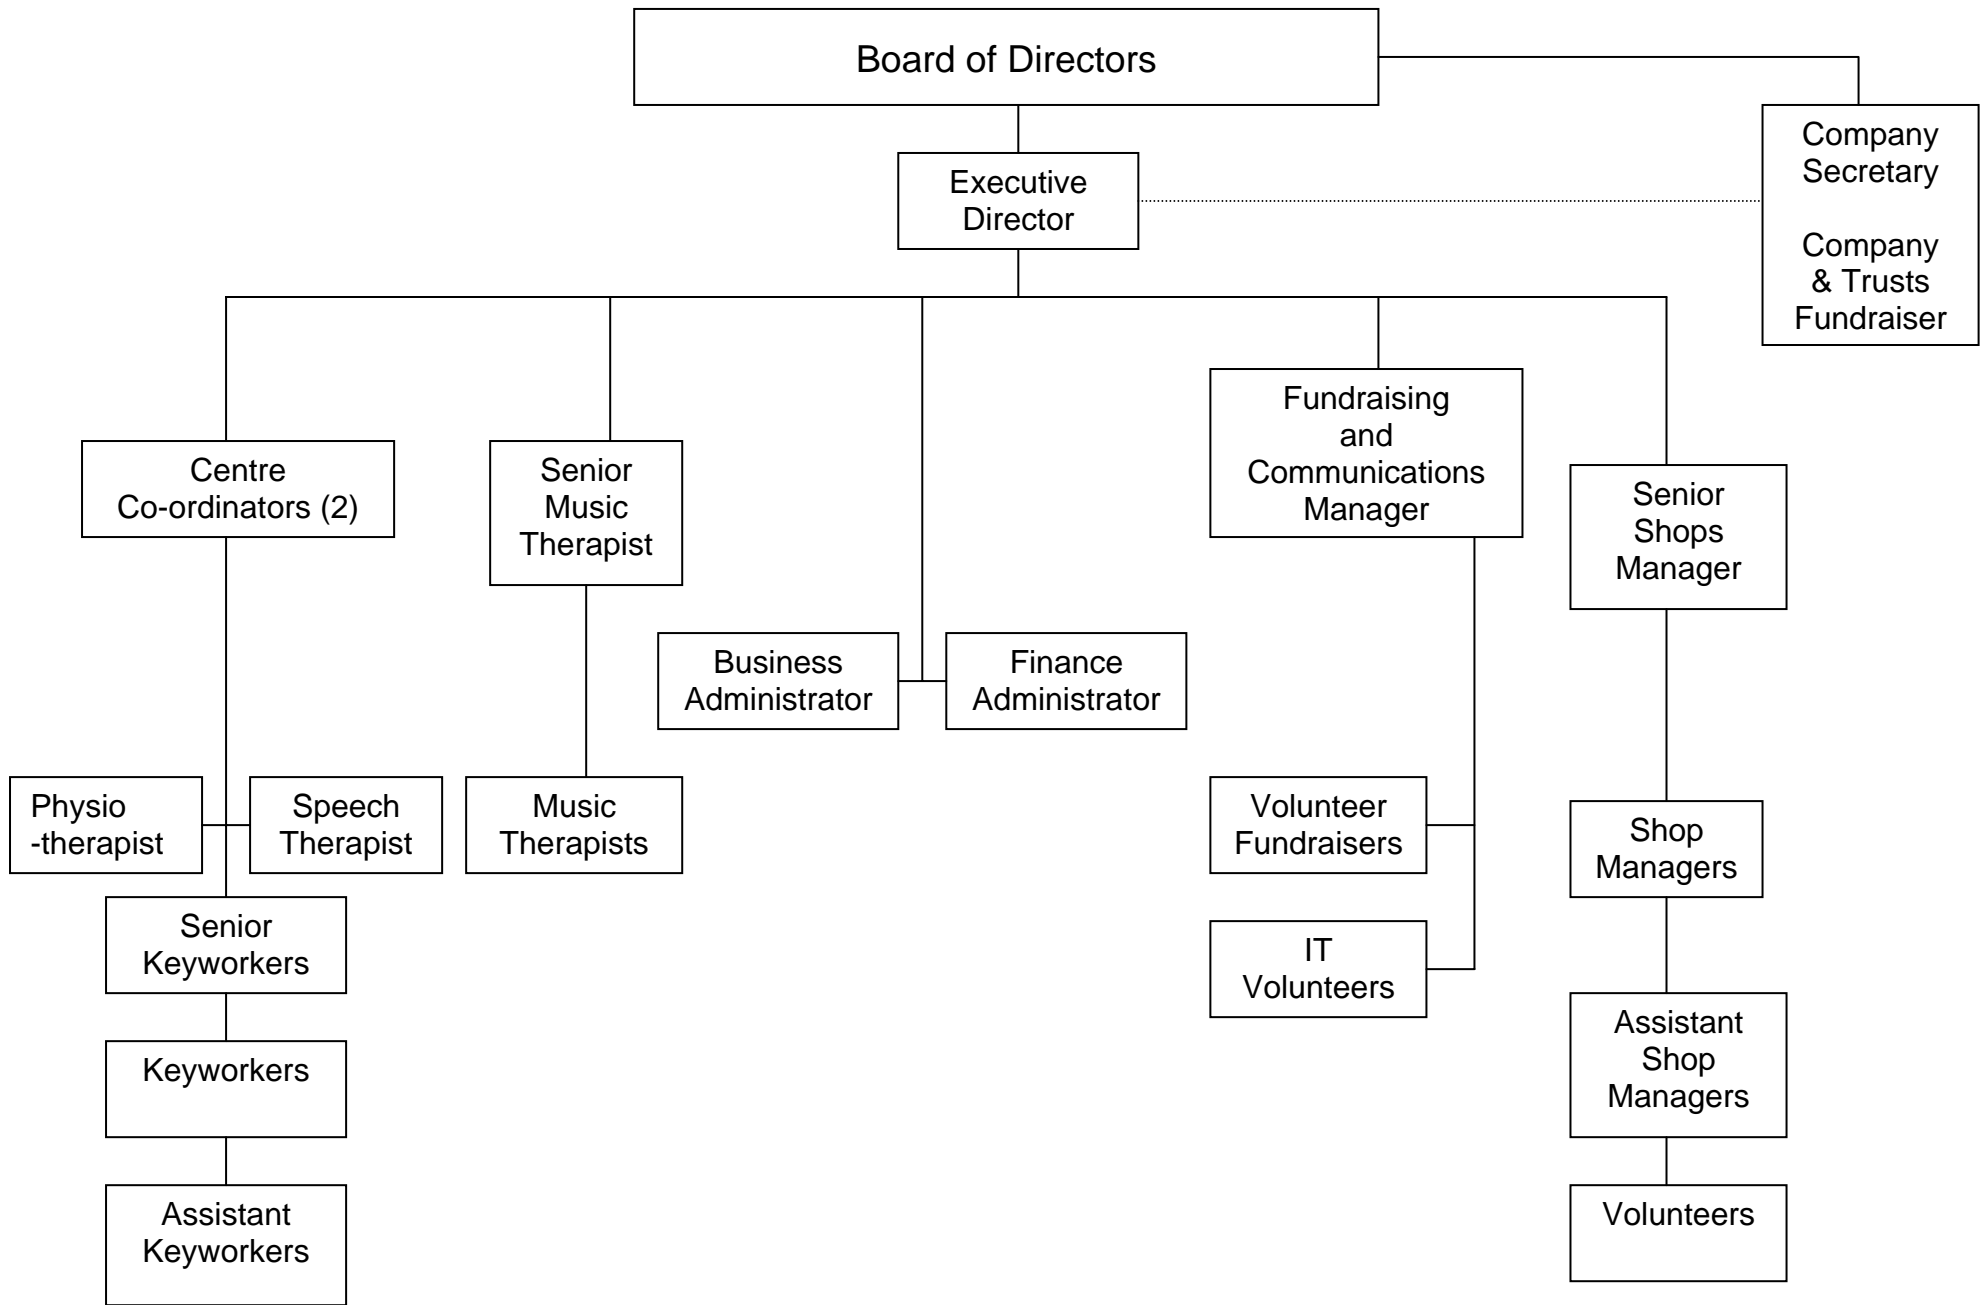 Board of Directors
Company
Secretary
Company
& Trusts
Fundraiser
Executive
Director
Centre
Co-ordinators (2)
Senior
Music
Therapist
Fundraising
and
Communications
Manager
Senior
Shops
Manager
Business
Administrator
Finance
Administrator
Physio
-therapist
Speech
Therapist
Music
Therapists
Volunteer
Fundraisers
Shop
Managers
Senior
Keyworkers
IT
Volunteers
Assistant
Shop
Managers
Keyworkers
Assistant
Keyworkers
Volunteers